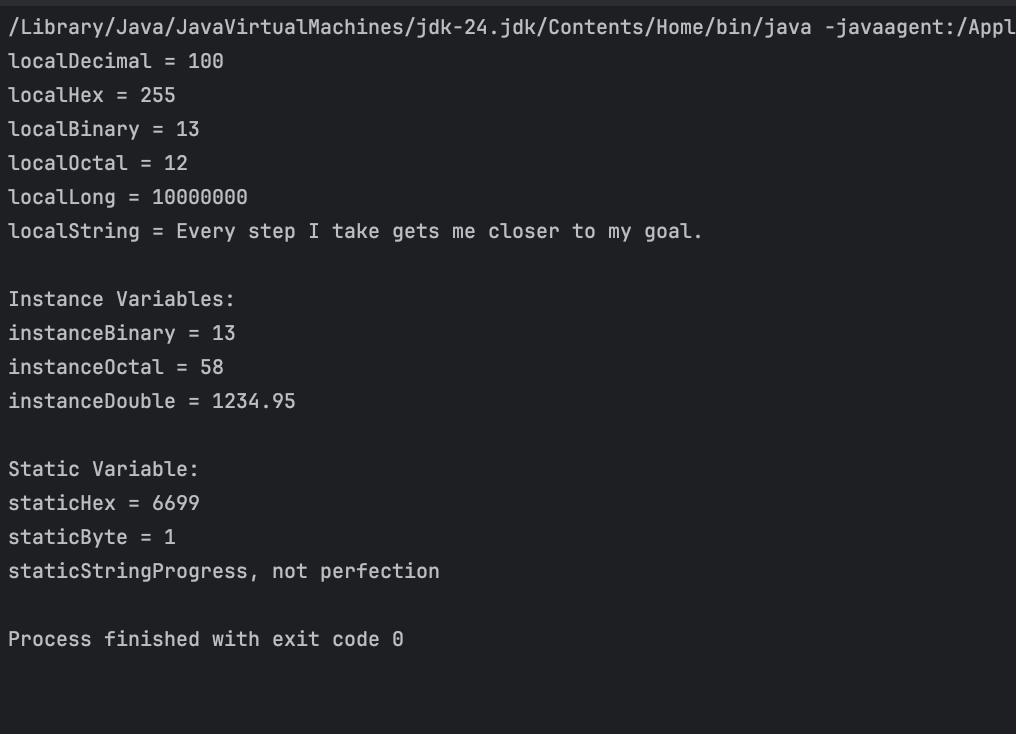 /Library/Java/JavaVirtualMachines/jdk-24.jdk/Contents/Home/bin/java -javaagent:/Appl
localDecimal = 100
localHex = 255
localBinary = 13
localOctal = 12
localLong = 10000000
localString = Every step I take gets me closer to my goal.
Instance Variables:
instanceBinary = 13
instanceOctal = 58
instanceDouble = 1234.95
Static Variable:
staticHex = 6699
staticByte = 1
staticStringProgress, not perfection
Process finished with exit code 0